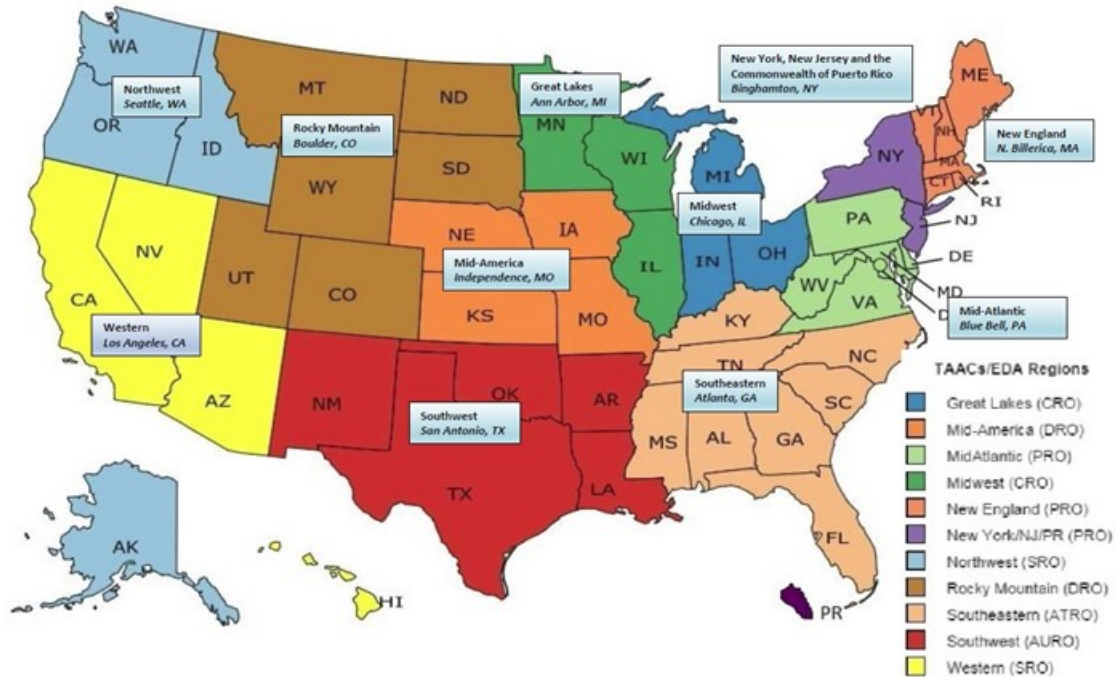 WA
Northwest
Seattle, WA
OR
ID
MT
ND
Rocky Mountain
Boulder, CO
SD
WY
Great Lakes
Ann Arbor, MI
MN
WI
New York, New Jersey and the
Commonwealth of Puerto Rico
Binghamton, NY
ME
VT
NH
New England
N. Billerica, MA
MA
CT
RI
NY
NJ
MI
Midwest
Chicago, IL
PA
DE
MD
NV
UT
CO
NE
IA
Mid-America
Independence, MO
KS
MO
IL
IN
OH
WV
VA
D
Mid-Atlantic
Blue Bell, PA
CA
Western
Los Angeles, CA
AZ
NM
OK
AR
Southwest
San Antonio, TX
TX
LA
KY
TN
NC
Southeastern
Atlanta, GA
SC
MS
AL
GA
FL
AK
HI
PR
TAACs/EDA Regions
Great Lakes (CRO)
Mid-America (DRO)
MidAtlantic (PRO)
Midwest (CRO)
New England (PRO)
New York/NJ/PR (PRO)
Northwest (SRO)
Rocky Mountain (DRO)
Southeastern (ATRO)
Southwest (AURO)
Western (SRO)